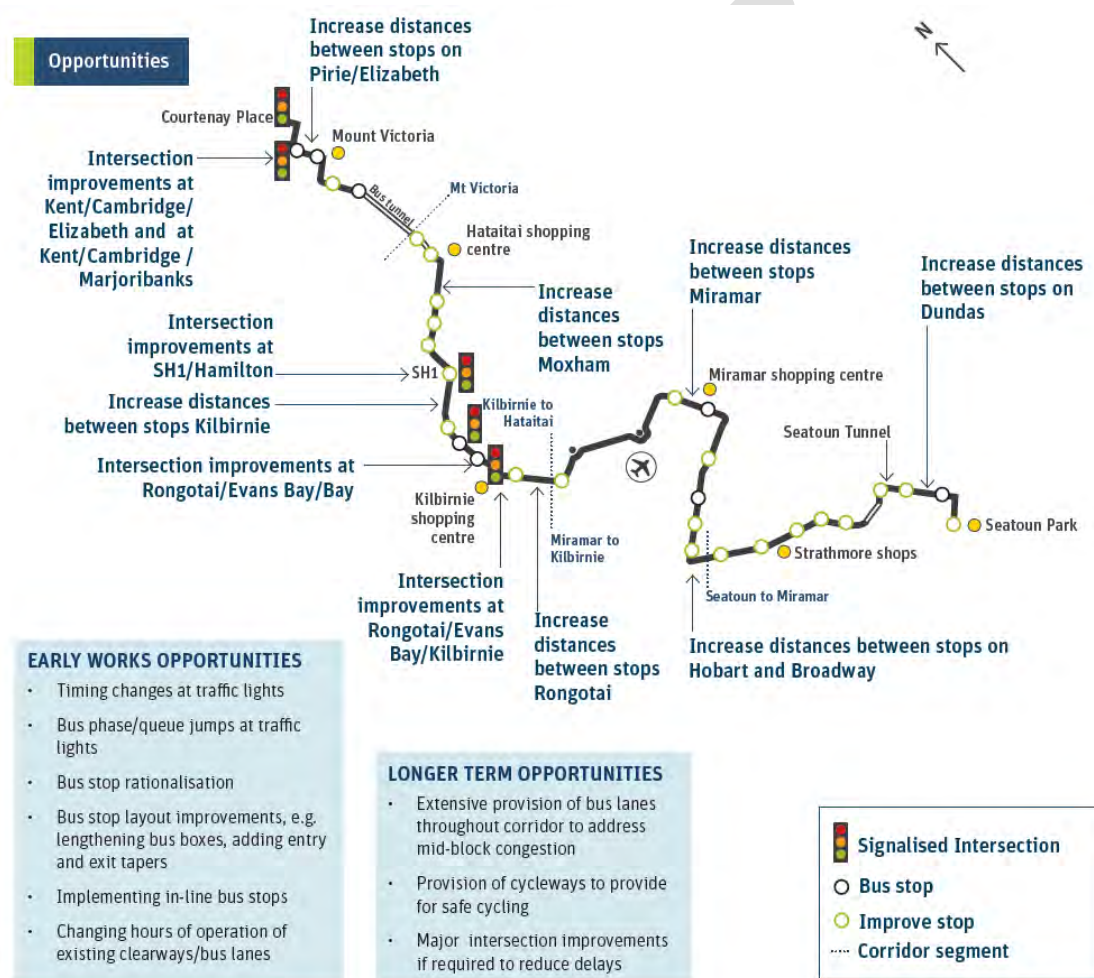 Opportunities
Increase distances
between stops on
Pirie/Elizabeth
N
Courtenay Place
Mount Victoria
Intersection
improvements at
Kent/Cambridge/
Elizabeth and at
Kent/Cambridge /
Marjoribanks
Bus tunnel
Mt Victoria
Hataitai shopping
centre
Increase distances
between stops
Miramar
Increase distances
between stops on
Dundas
Increase
distances
between stops
Moxham
Intersection
improvements at
SH1/Hamilton
SH1
Miramar shopping centre
Increase distances
between stops Kilbirnie
Kilbirnie to
Hataitai
Seatoun
Tunnel
Intersection improvements at
Rongotai/Evans Bay/Bay
Kilbirnie
shopping
centre
Miramar to
Kilbirnie
Seatoun Park
Strathmore shops
Seatoun to Miramar
Intersection
improvements at
Rongotai/Evans
Bay/Kilbirnie
Increase
distances
between stops
Rongotai
Increase distances between stops on
Hobart and Broadway
EARLY WORKS OPPORTUNITIES
• Timing changes at traffic lights
• Bus phase/queue jumps at traffic
lights
• Bus stop rationalisation
• Bus stop layout improvements, e.g.
lengthening bus boxes, adding entry
and exit tapers
• Implementing in-line bus stops
• Changing hours of operation of
existing clearways/bus lanes
LONGER TERM OPPORTUNITIES
• Extensive provision of bus lanes
throughout corridor to address
mid-block congestion
• Provision of cycleways to provide
for safe cycling
• Major intersection improvements
if required to reduce delays
Signalised Intersection
Bus stop
Improve stop
Corridor segment